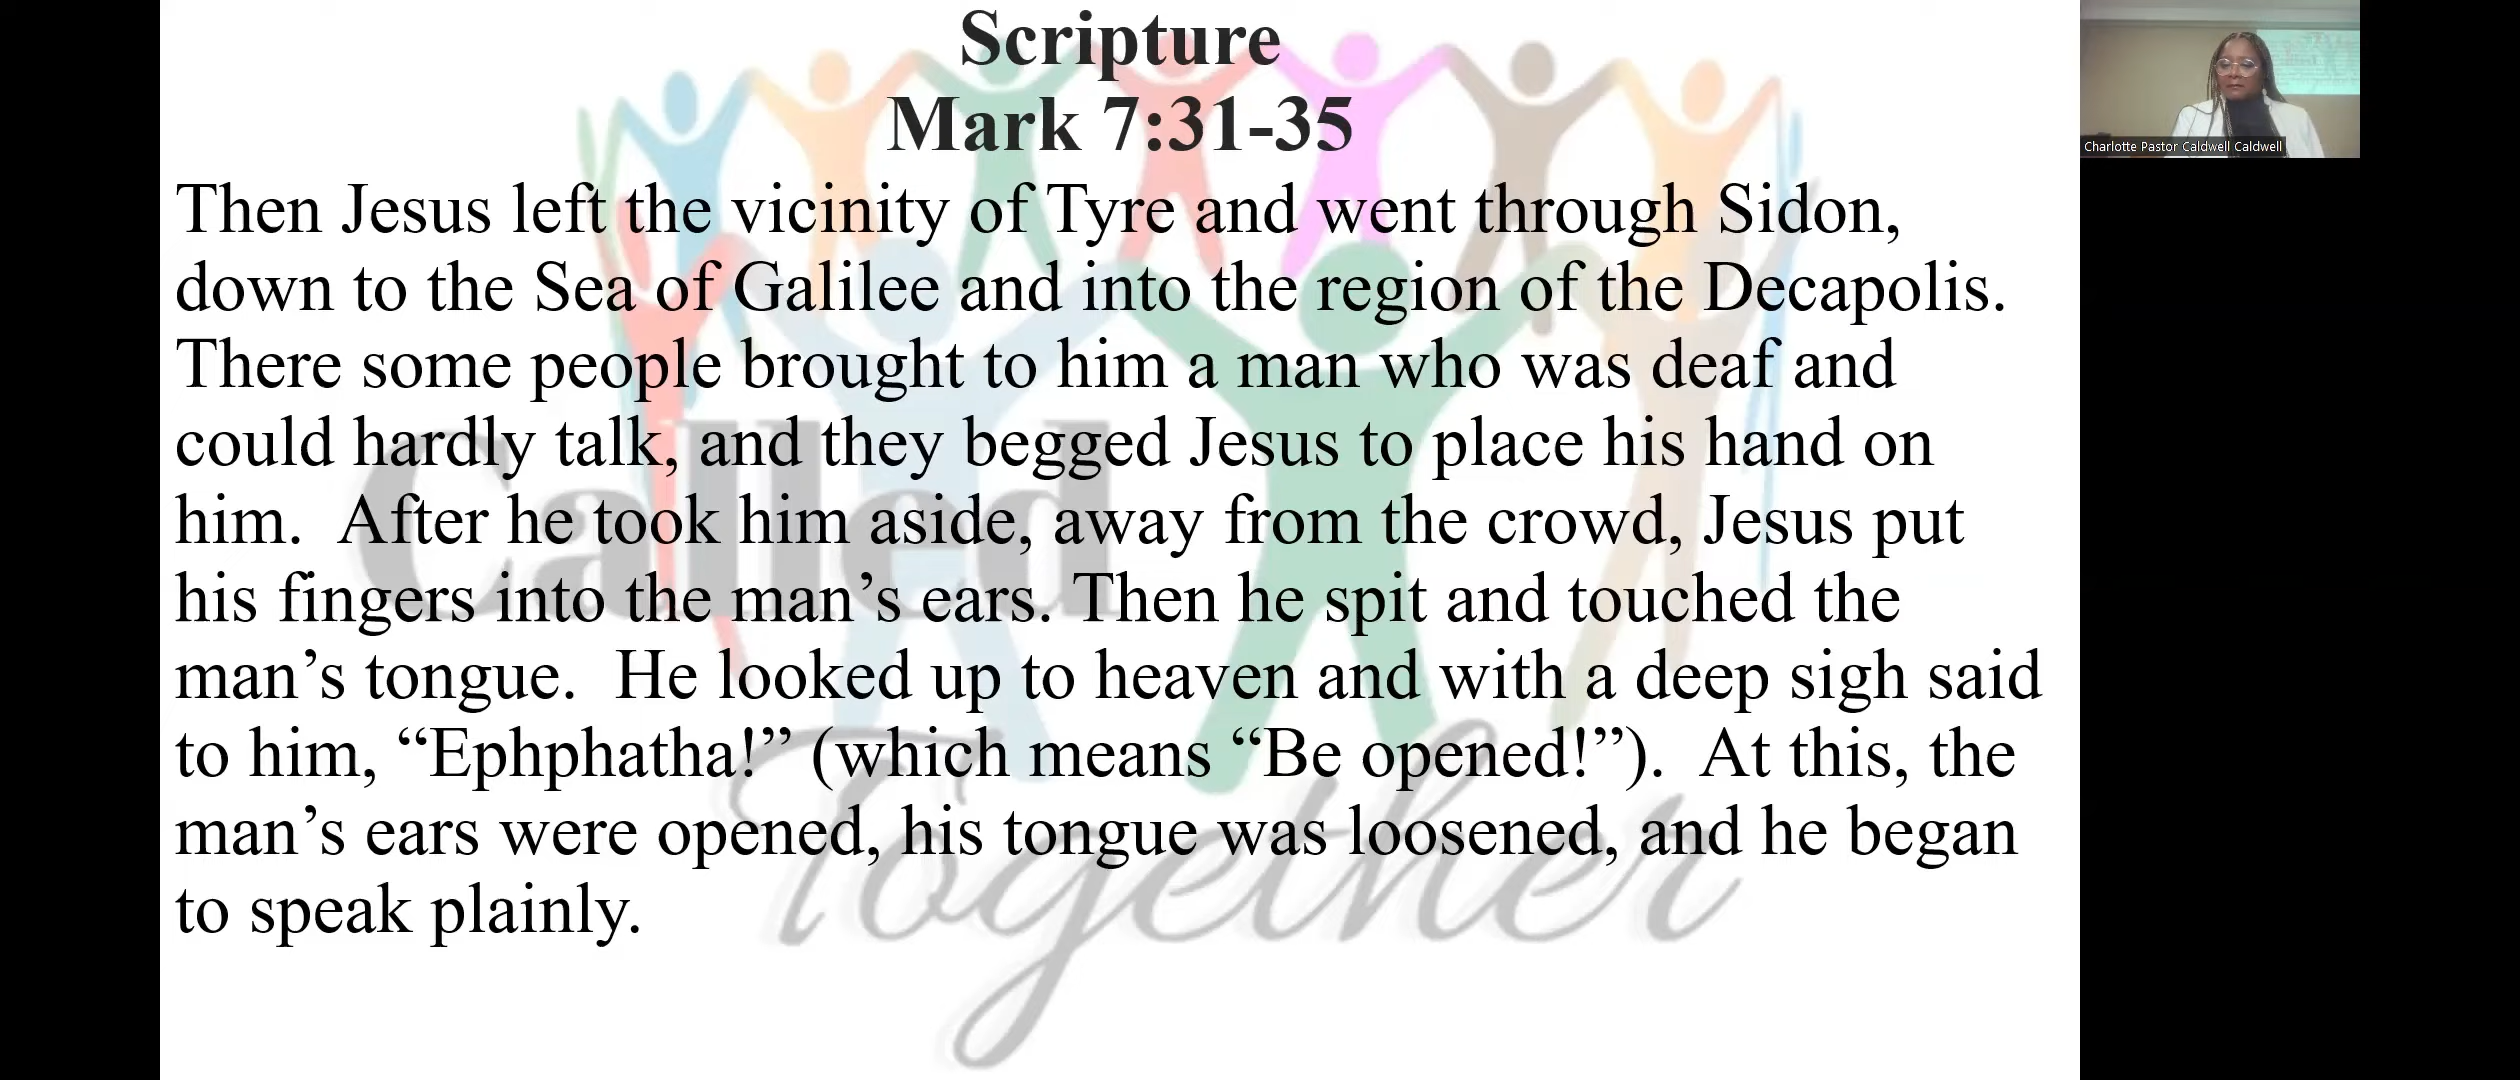 Scripture
Mark 7:31-35
Then Jesus left the vicinity of Tyre and went through Sidon,
down to the Sea of Galilee and into the region of the Decapolis.
There some people brought to him a man who was deaf and
could hardly talk, and they begged Jesus to place his hand on
him.  After he took him aside, away from the crowd, Jesus put
his fingers into the man’s ears. Then he spit and touched the
man’s tongue.  He looked up to heaven and with a deep sigh said
to him, “Ephphatha!” (which means “Be opened!”).  At this, the
man’s ears were opened, his tongue was loosened, and he began
to speak plainly.
Called
Together
Charlotte Pastor Caldwell Caldwell